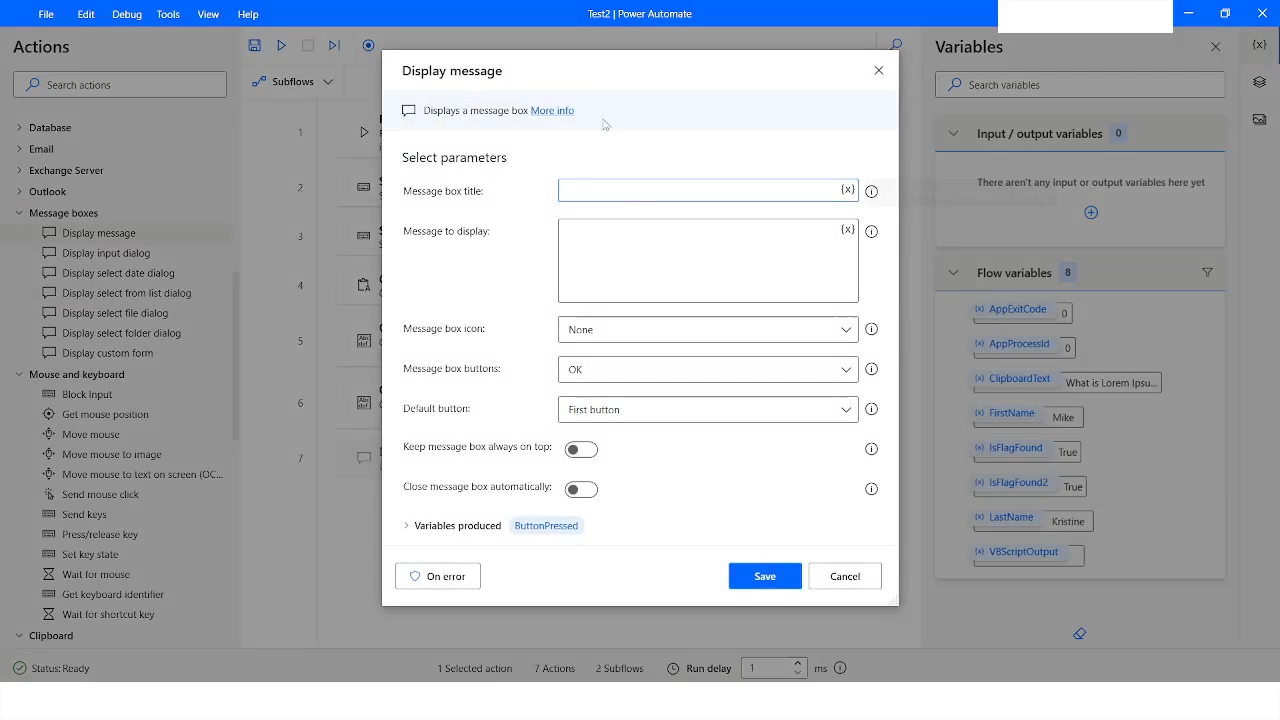 File Edit Debug Tools View Help
Test2 | Power Automate
Actions
Search actions
Database
Email
Exchange Server
Outlook
Message boxes
Display message
Display input dialog
Display select date dialog
Display select from list dialog
Display select file dialog
Display select folder dialog
Display custom form
Mouse and keyboard
Block Input
Get mouse position
Move mouse
Move mouse to image
Move mouse to text on screen (OC...
Send mouse click
Send keys
Press/release key
Set key state
Wait for mouse
Get keyboard identifier
Wait for shortcut key
Clipboard
Subflows
1
2
3
4
5
6
7
Display message
Displays a message box More info
Select parameters
Message box title: {x}
Message to display: {x}
Message box icon: None
Message box buttons: OK
Default button: First button
Keep message box always on top:
Close message box automatically:
Variables produced ButtonPressed
On error Save Cancel
Variables
{x}
Search variables
Input / output variables 0
There aren't any input or output variables here yet
Flow variables 8
{x} AppExitCode 0
{x} AppProcessId 0
{x} ClipboardText What is Lorem Ipsu...
{x} FirstName Mike
{x} IsFlagFound True
{x} IsFlagFound2 True
{x} LastName Kristine
{x} VBScriptOutput
Status: Ready 1 Selected action 7 Actions 2 Subflows Run delay 1 ms